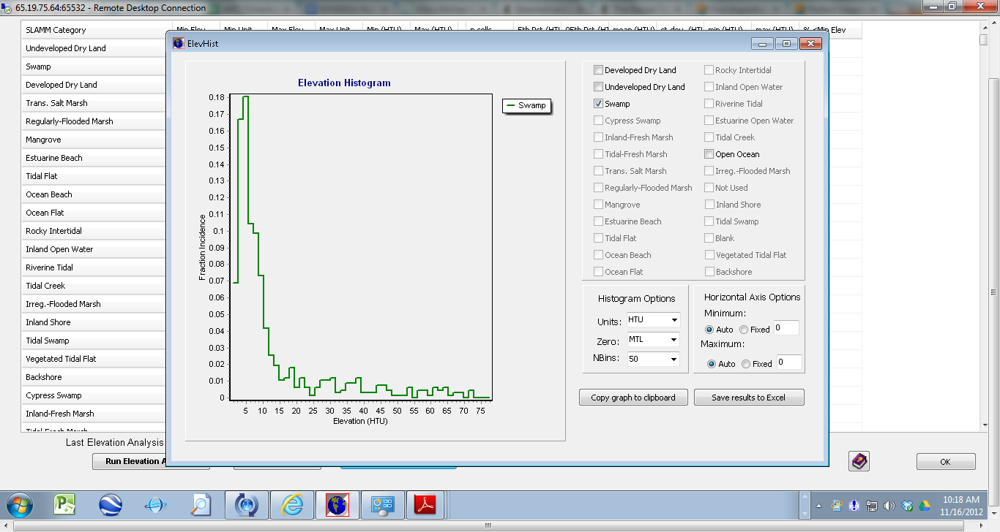 65.19.75.64:65532 - Remote Desktop Connection
SLAMM Category
Undeveloped Dry Land
Swamp
Developed Dry Land
Trans. Salt Marsh
Regularly-Flooded Marsh
Mangrove
Estuarine Beach
Tidal Flat
Ocean Beach
Ocean Flat
Rocky Intertidal
Inland Open Water
Riverine Tidal
Tidal Creek
Irreg.-Flooded Marsh
Inland Shore
Tidal Swamp
Vegetated Tidal Flat
Backshore
Cypress Swamp
Inland-Fresh Marsh
Tidal-Fresh Marsh
Min Elev Min Unit Max Elev Max Unit Min (HTU) Max (HTU) n cells mean (HTU) st.dev. (HTU) min (HTU) max (HTU) % <Min Elev
ElevHist
Elevation Histogram
Swamp
Fraction Incidence
0.18
0.17
0.16
0.16
0.15
0.14
0.13
0.12
0.11
0.1
0.09
0.08
0.07
0.06
0.05
0.04
0.03
0.02
0.01
0
5 10 15 20 25 30 35 40 45 50 55 60 65 70 75
Elevation (HTU)
Developed Dry Land
Undeveloped Dry Land
Swamp
Cypress Swamp
Inland-Fresh Marsh
Tidal-Fresh Marsh
Trans. Salt Marsh
Regularly-Flooded Marsh
Mangrove
Estuarine Beach
Tidal Flat
Ocean Beach
Ocean Flat
Rocky Intertidal
Inland Open Water
Riverine Tidal
Estuarine Open Water
Tidal Creek
Open Ocean
Irreg.-Flooded Marsh
Not Used
Inland Shore
Tidal Swamp
Blank
Vegetated Tidal Flat
Backshore
Histogram Options
Units: HTU
Zero: MTL
NBins: 50
Horizontal Axis Options
Minimum:
Auto Fixed 0
Maximum:
Auto Fixed 0
Copy graph to clipboard
Save results to Excel
Last Elevation Analysis
Run Elevation A
OK
10:18 AM
11/16/2012